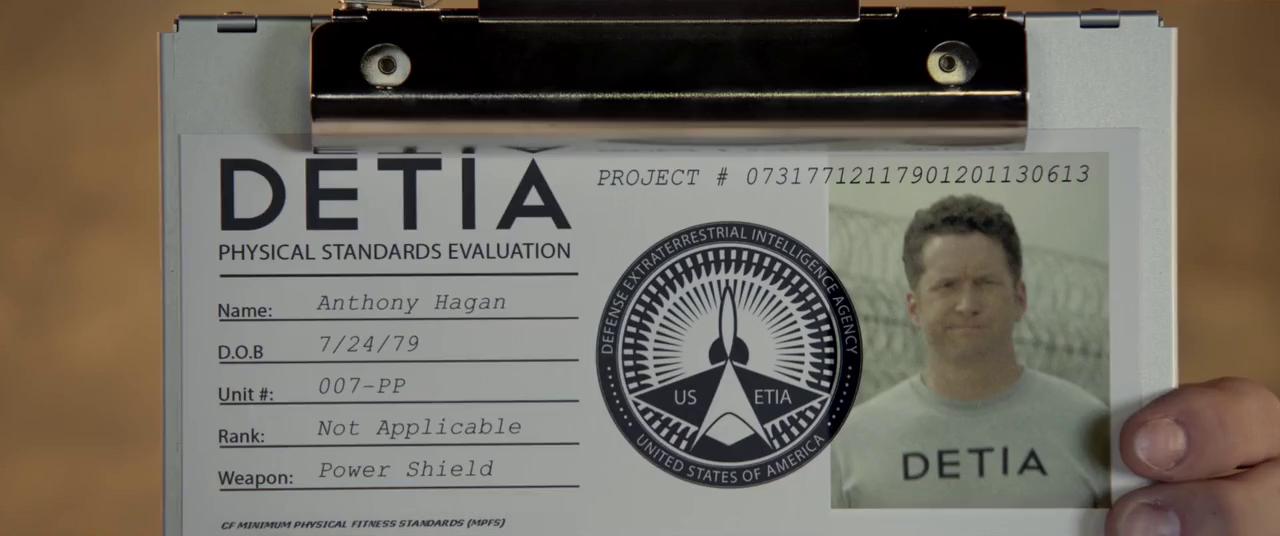 DETIA
PROJECT # 07317712117901201130613
PHYSICAL STANDARDS EVALUATION
Name: Anthony Hagan
D.O.B 7/24/79
Unit #: 007-PP
Rank: Not Applicable
Weapon: Power Shield
CF MINIMUM PHYSICAL FITNESS STANDARDS (MPFS)
DEFENSE EXTRATERRESTRIAL INTELLIGENCE AGENCY
US ETIA
UNITED STATES OF AMERICA
DETIA